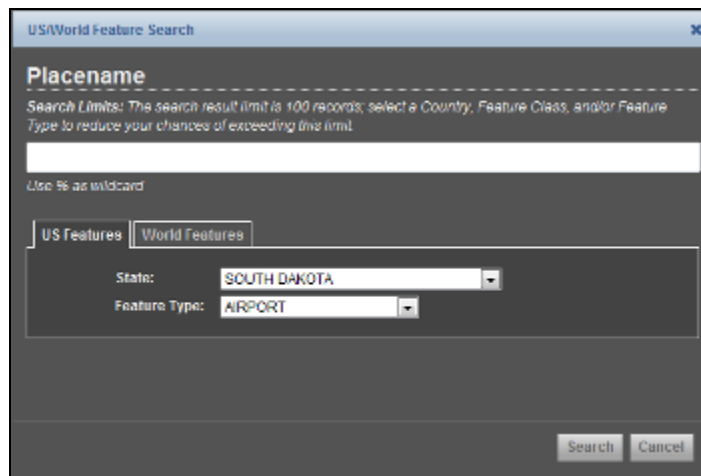 US/World Feature Search
Placename
Search Limits: The search result limit is 100 records; select a Country, Feature Class, and/or Feature
Type to reduce your chances of exceeding this limit.
Use % as wildcard
US Features World Features
State: SOUTH DAKOTA
Feature Type: AIRPORT
Search Cancel